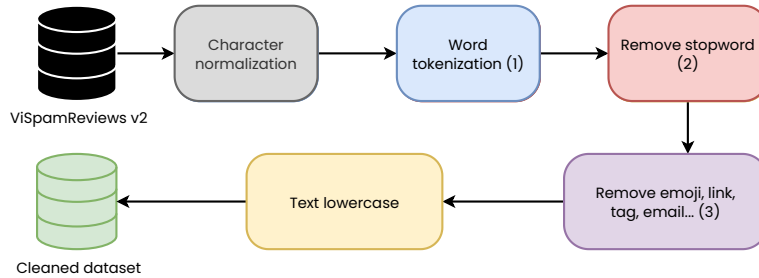 Character
normalization
Word
tokenization (1)
Remove stopword
(2)
ViSpamReviews v2
Remove emoji, link,
tag, email... (3)
Text lowercase
Cleaned dataset